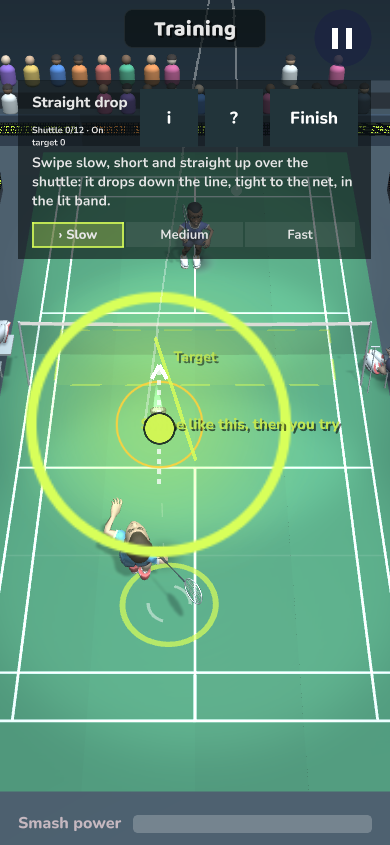 Training
Straight drop
Shuttle 0/12 · On
target 0
i
?
Finish
Swipe slow, short and straight up over the
shuttle: it drops down the line, tight to the net, in
the lit band.
› Slow
Medium
Fast
Target
e like this, then you try
Smash power